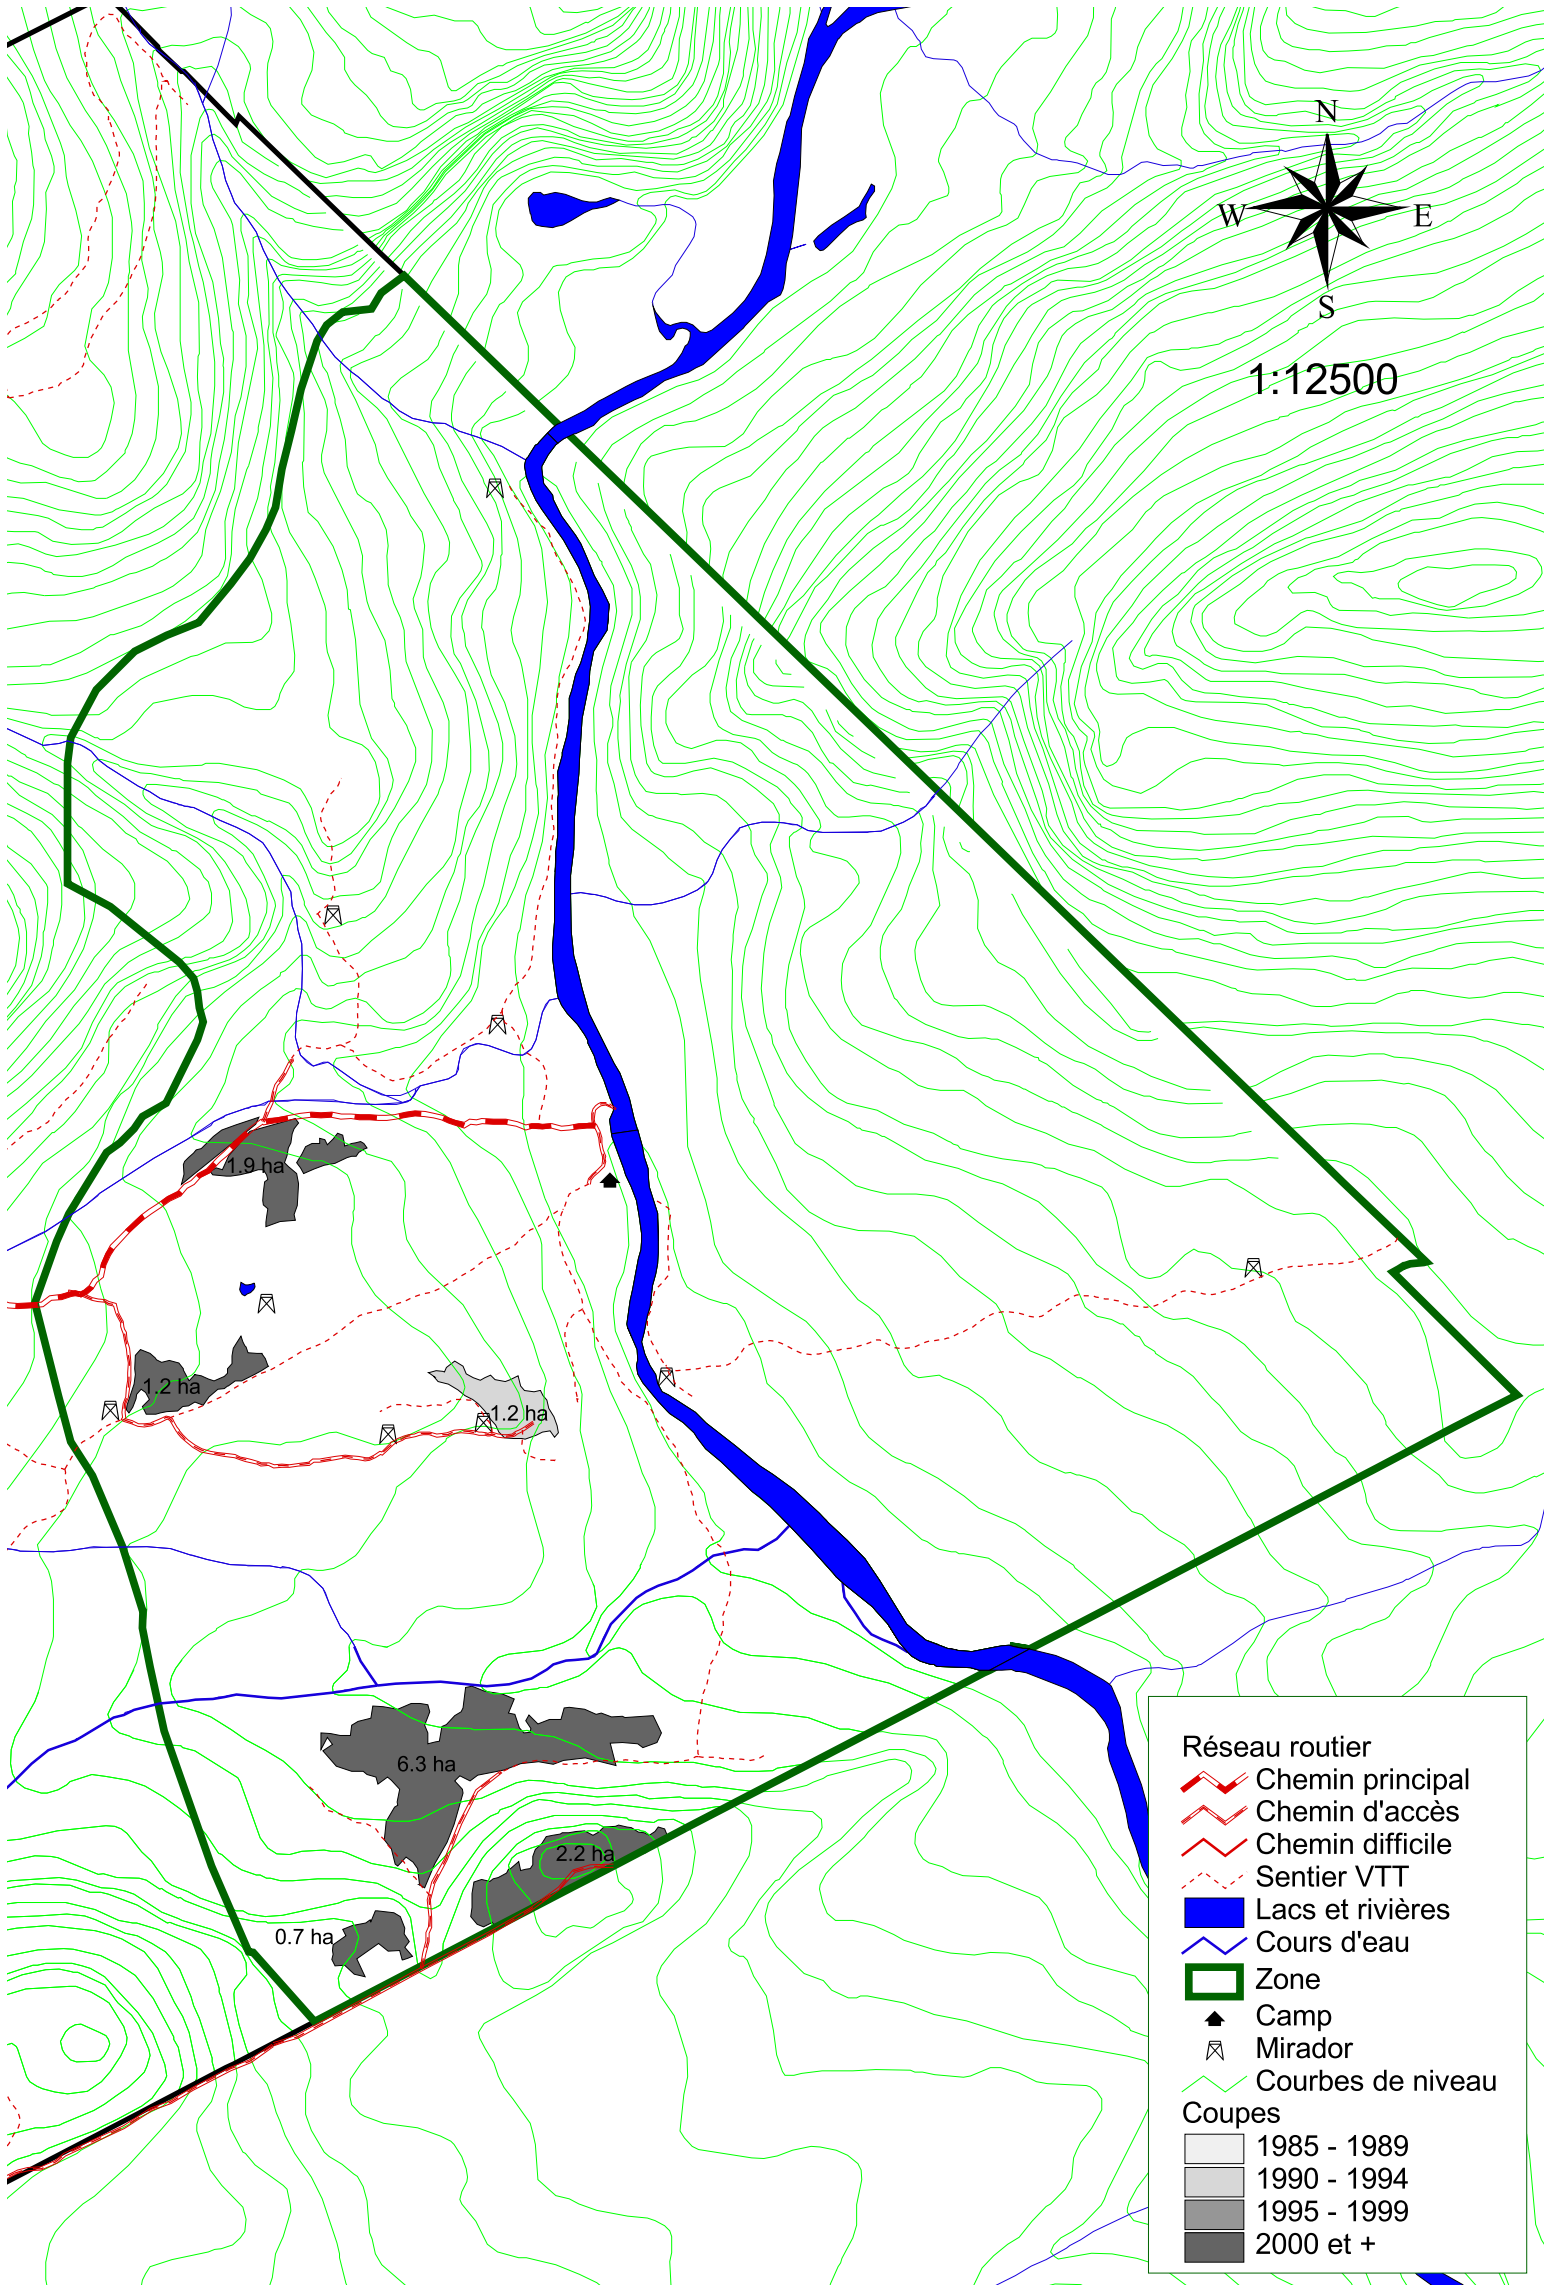 N
W
E
S
1:12500
1.9 ha
1.2 ha
1.2 ha
6.3 ha
2.2 ha
0.7 ha
Réseau routier
Chemin principal
Chemin d'accès
Chemin difficile
Sentier VTT
Lacs et rivières
Cours d'eau
Zone
Camp
Mirador
Courbes de niveau
Coupes
1985 - 1989
1990 - 1994
1995 - 1999
2000 et +